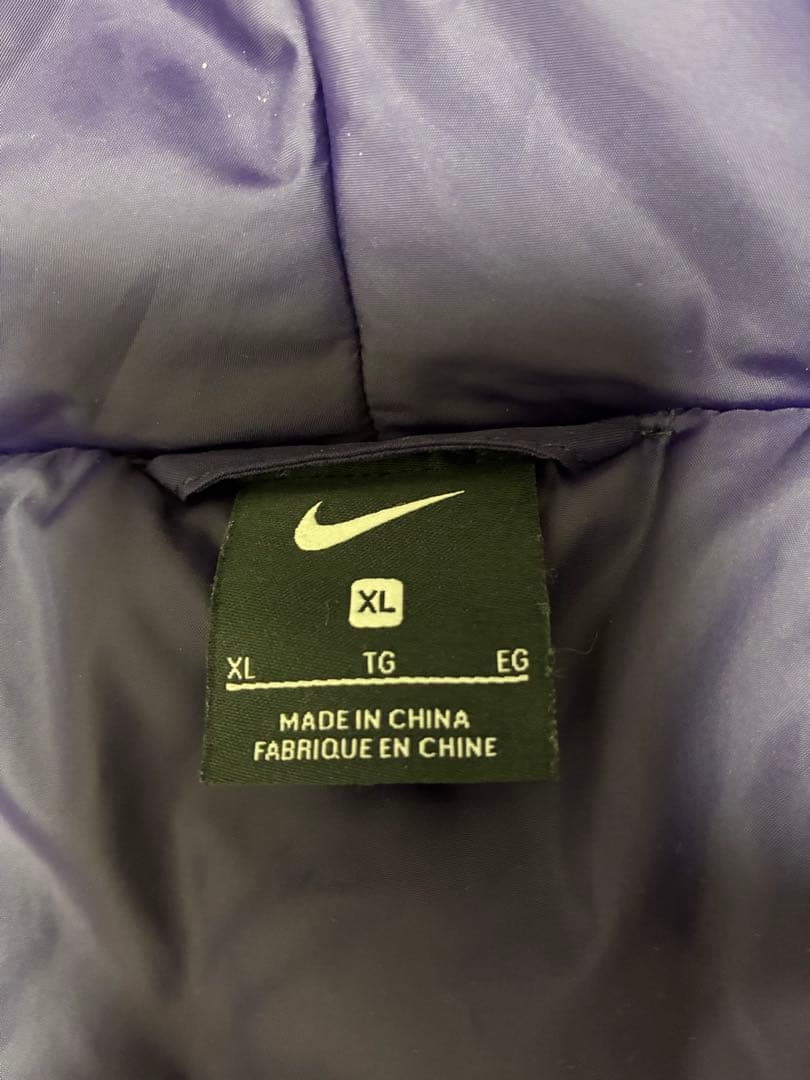 XL
XL TG EG
MADE IN CHINA
FABRIQUE EN CHINE